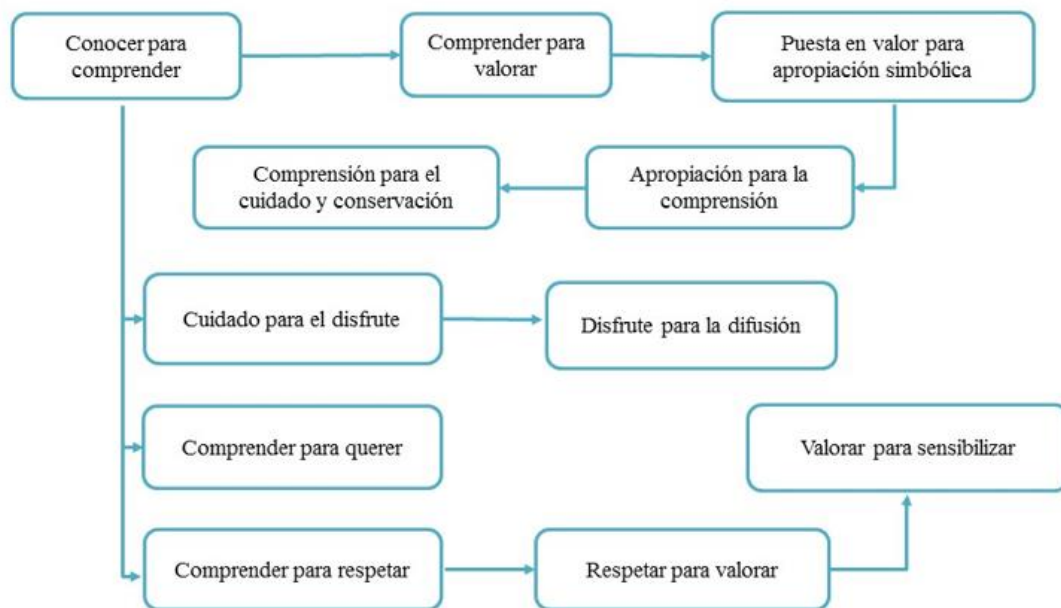 Conocer para
comprender
Comprender para
valorar
Puesta en valor para
apropiación simbólica
Comprensión para el
cuidado y conservación
Apropiación para la
comprensión
Cuidado para el disfrute
Disfrute para la difusión
Comprender para querer
Valorar para sensibilizar
Comprender para respetar
Respetar para valorar